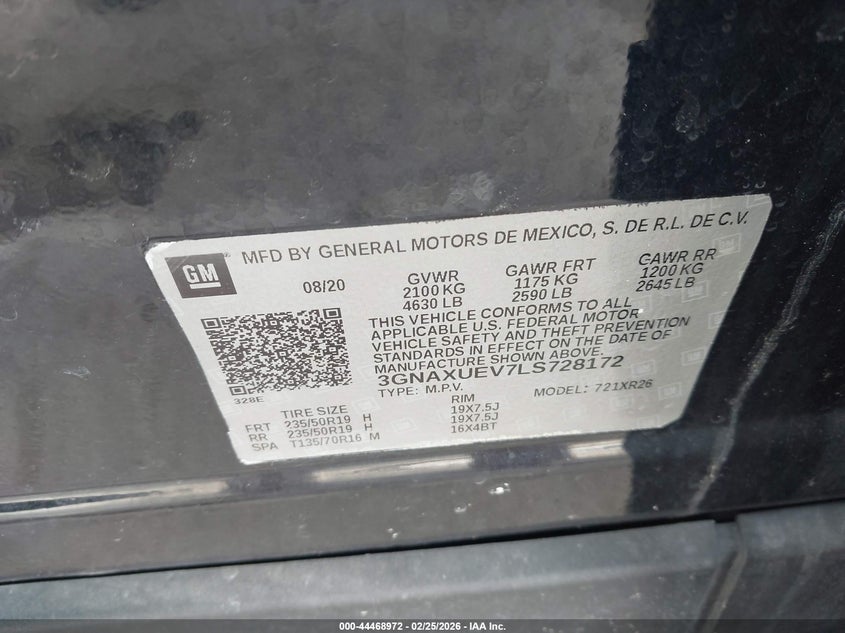 MFD BY GENERAL MOTORS DE MEXICO, S. DE R.L. DE C.V.
GM
08/20
GVWR
2100 KG
4630 LB
GAWR FRT
1175 KG
2590 LB
GAWR RR
1200 KG
2645 LB
THIS VEHICLE CONFORMS TO ALL
APPLICABLE U.S. FEDERAL MOTOR
VEHICLE SAFETY AND THEFT PREVENTION
STANDARDS IN EFFECT ON THE DATE OF
MANUFACTURE SHOWN ABOVE.
3GNAXUEV7LS728172
TYPE: M.P.V. MODEL: 721XR26
328E
TIRE SIZE RIM
FRT 235/50R19 H 19X7.5J
RR 235/50R19 H 19X7.5J
SPA T135/70R16 M 16X4BT
000-44468972 - 02/25/2026 - IAA Inc.